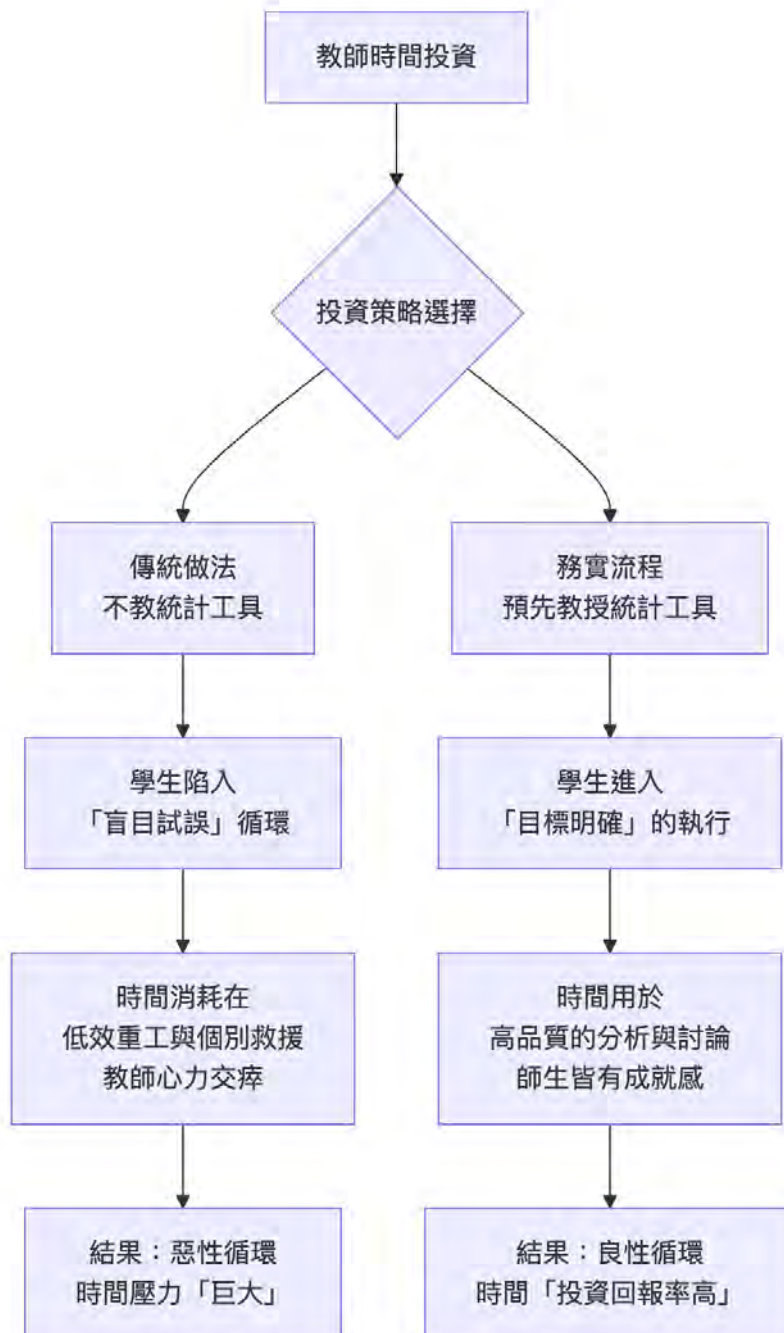 教師時間投資
投資策略選擇
傳統做法
不教統計工具
務實流程
預先教授統計工具
學生陷入
「盲目試誤」循環
學生進入
「目標明確」的執行
時間消耗在
低效重工與個別救援
教師心力交瘁
時間用於
高品質的分析與討論
師生皆有成就感
結果：惡性循環
時間壓力「巨大」
結果：良性循環
時間「投資回報率高」